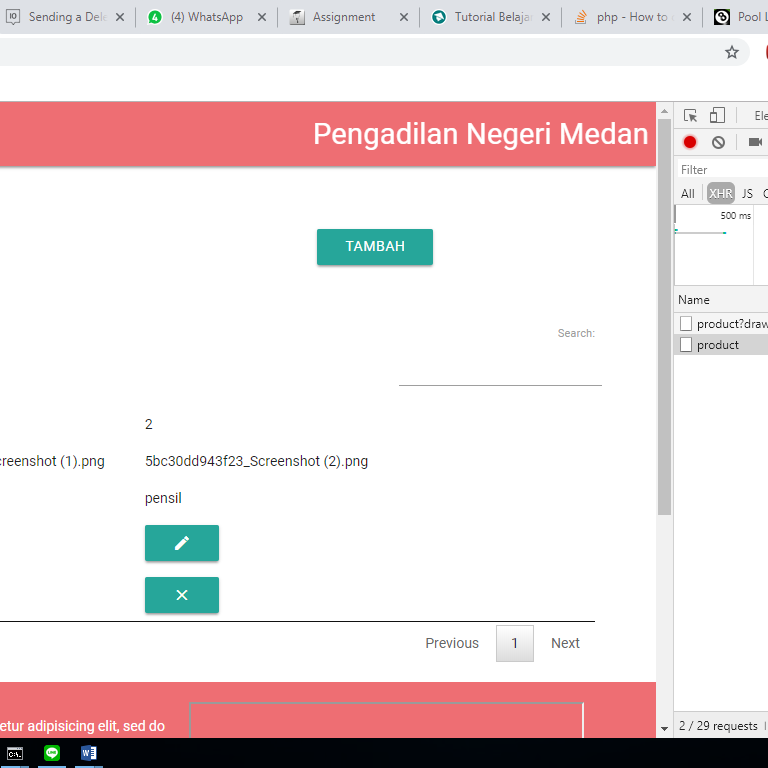 Sending a Dele
(4) WhatsApp
Assignment
Tutorial Belaja
php - How to
Pool L
Pengadilan Negeri Medan
Ele
Filter
All XHR JS
500 ms
TAMBAH
Name
product?draw
product
Search:
2
creenshot (1).png
5bc30dd943f23_Screenshot (2).png
pensil
Previous 1 Next
etur adipisicing elit, sed do
2 / 29 requests